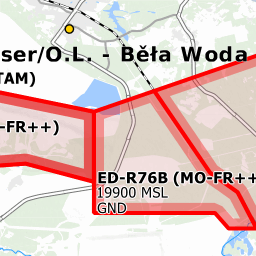 ser/O.L. - Běła Woda
TAM)
-FR++)
ED-R76B (MO-FR++
19900 MSL
GND